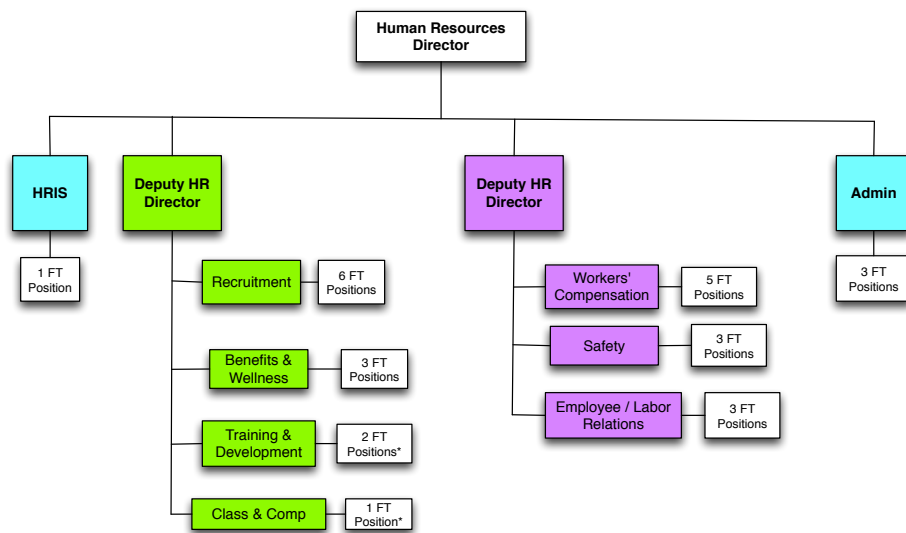 Human Resources
Director
HRIS
Deputy HR
Director
Deputy HR
Director
Admin
1 FT
Position
3 FT
Positions
Recruitment
6 FT
Positions
Workers'
Compensation
5 FT
Positions
Safety
3 FT
Positions
Benefits &
Wellness
3 FT
Positions
Employee / Labor
Relations
3 FT
Positions
Training &
Development
2 FT
Positions*
Class & Comp
1 FT
Position*